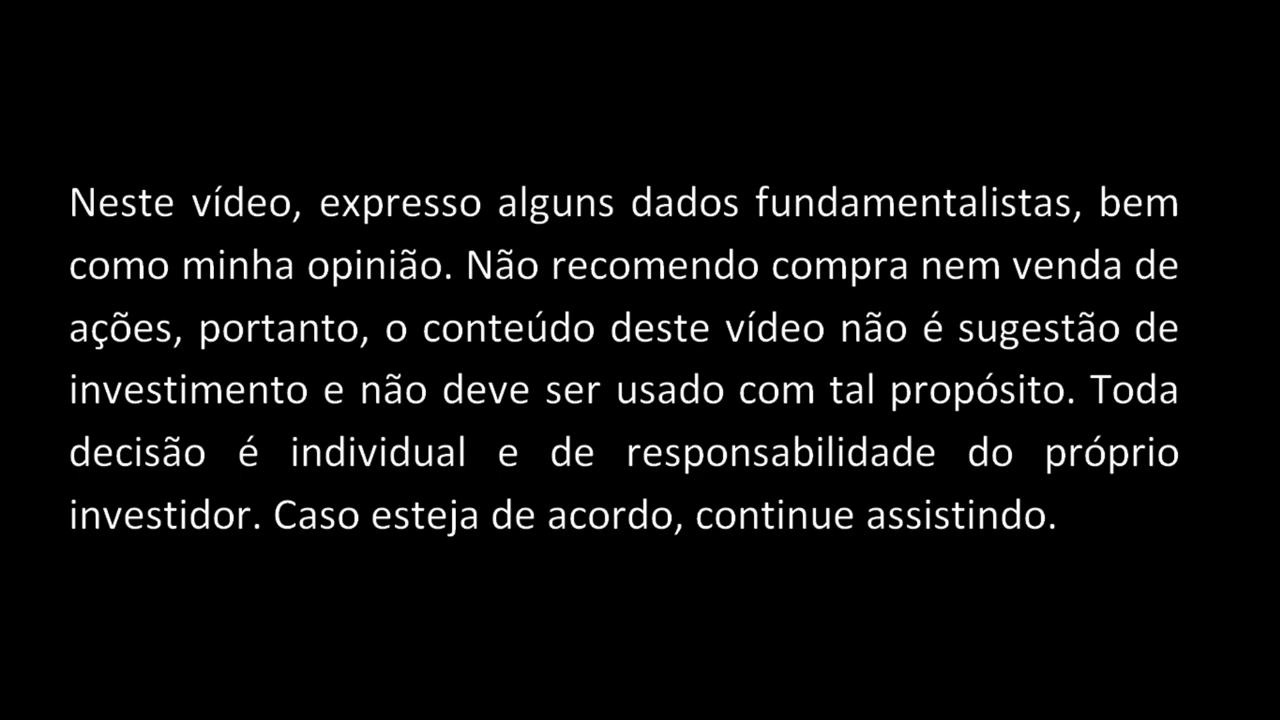 Neste vídeo, expresso alguns dados fundamentalistas, bem
como minha opinião. Não recomendo compra nem venda de
ações, portanto, o conteúdo deste vídeo não é sugestão de
investimento e não deve ser usado com tal propósito. Toda
decisão é individual e de responsabilidade do próprio
investidor. Caso esteja de acordo, continue assistindo.